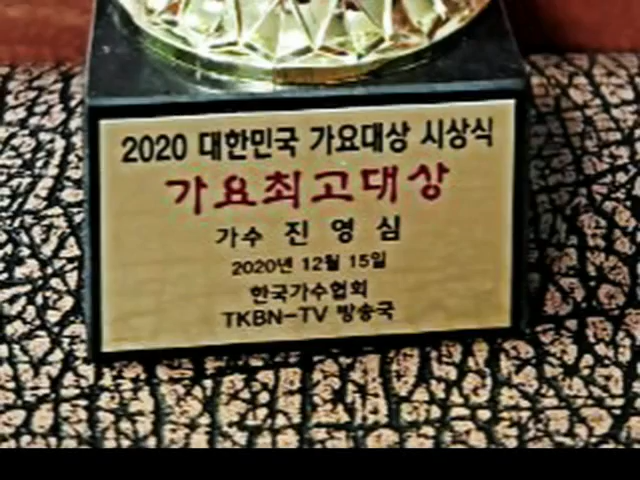 2020 대한민국 가요대상 시상식
가요최고대상
가수 진 영 심
2020년 12월 15일
한국가수협회
TKBN-TV 방송국